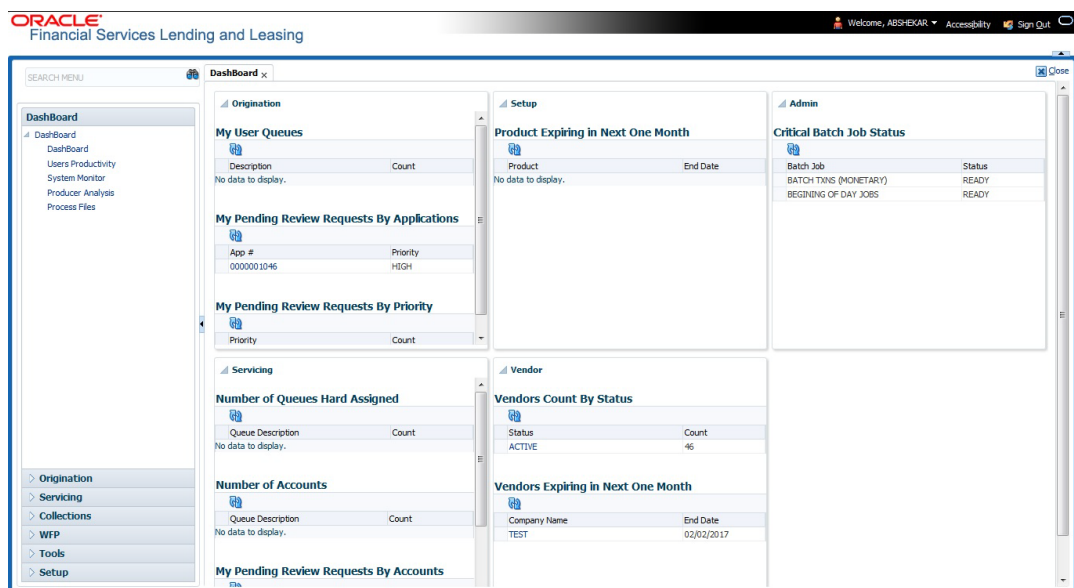 ORACLE
Financial Services Lending and Leasing
Welcome, ABSHEKAR
Accessibility
Sign Out
SEARCH MENU
DashBoard
Close
DashBoard
DashBoard
DashBoard
Users Productivity
System Monitor
Producer Analysis
Process Files
Origination
Servicing
Collections
WFP
Tools
Setup
Origination
My User Queues
Description Count
No data to display.
My Pending Review Requests By Applications
App # Priority
0000001046 HIGH
My Pending Review Requests By Priority
Priority Count
Setup
Product Expiring in Next One Month
Product End Date
No data to display.
Admin
Critical Batch Job Status
Batch Job Status
BATCH TXNS (MONETARY) READY
BEGINING OF DAY JOBS READY
Servicing
Number of Queues Hard Assigned
Queue Description Count
No data to display.
Number of Accounts
Queue Description Count
No data to display.
My Pending Review Requests By Accounts
Vendor
Vendors Count By Status
Status Count
ACTIVE 46
Vendors Expiring in Next One Month
Company Name End Date
TEST 02/02/2017